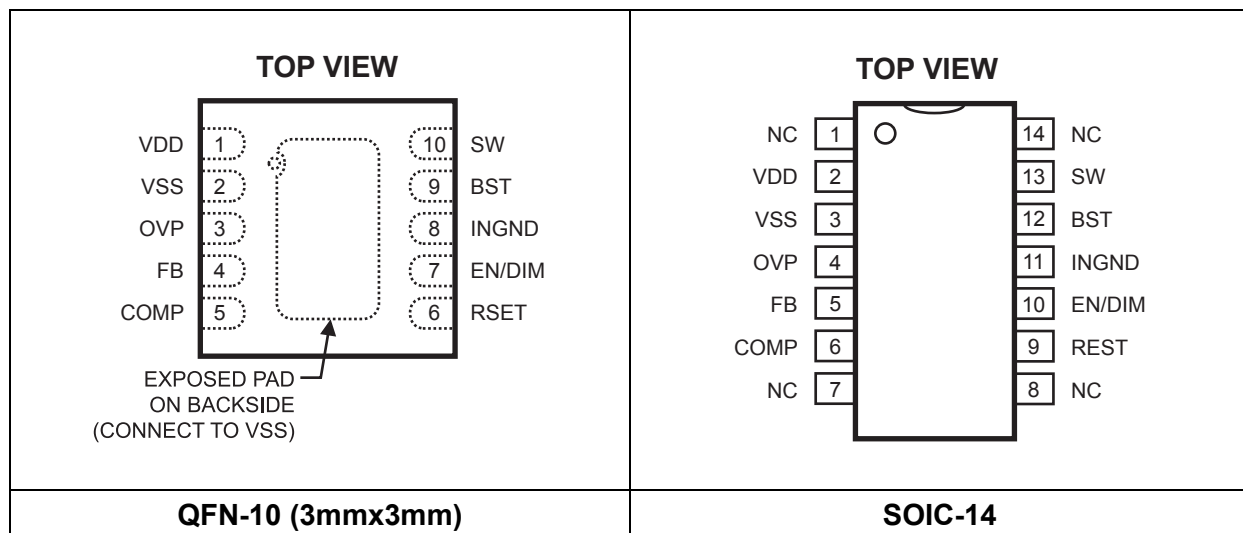 TOP VIEW
VDD 1
10 SW
VSS 2
9 BST
OVP 3
8 INGND
FB 4
7 EN/DIM
COMP 5
6 RSET
EXPOSED PAD
ON BACKSIDE
(CONNECT TO VSS)
QFN-10 (3mmx3mm)
TOP VIEW
NC 1
14 NC
VDD 2
13 SW
VSS 3
12 BST
OVP 4
11 INGND
FB 5
10 EN/DIM
COMP 6
9 REST
NC 7
8 NC
SOIC-14